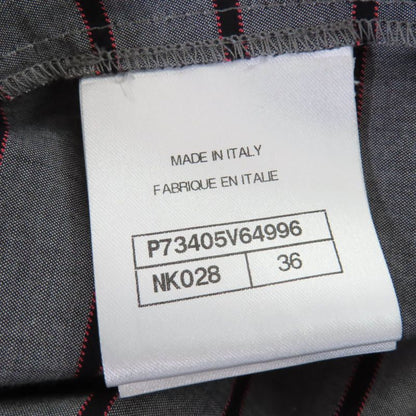 MADE IN ITALY
FABRIQUE EN ITALIE
P73405V64996
NK028 36